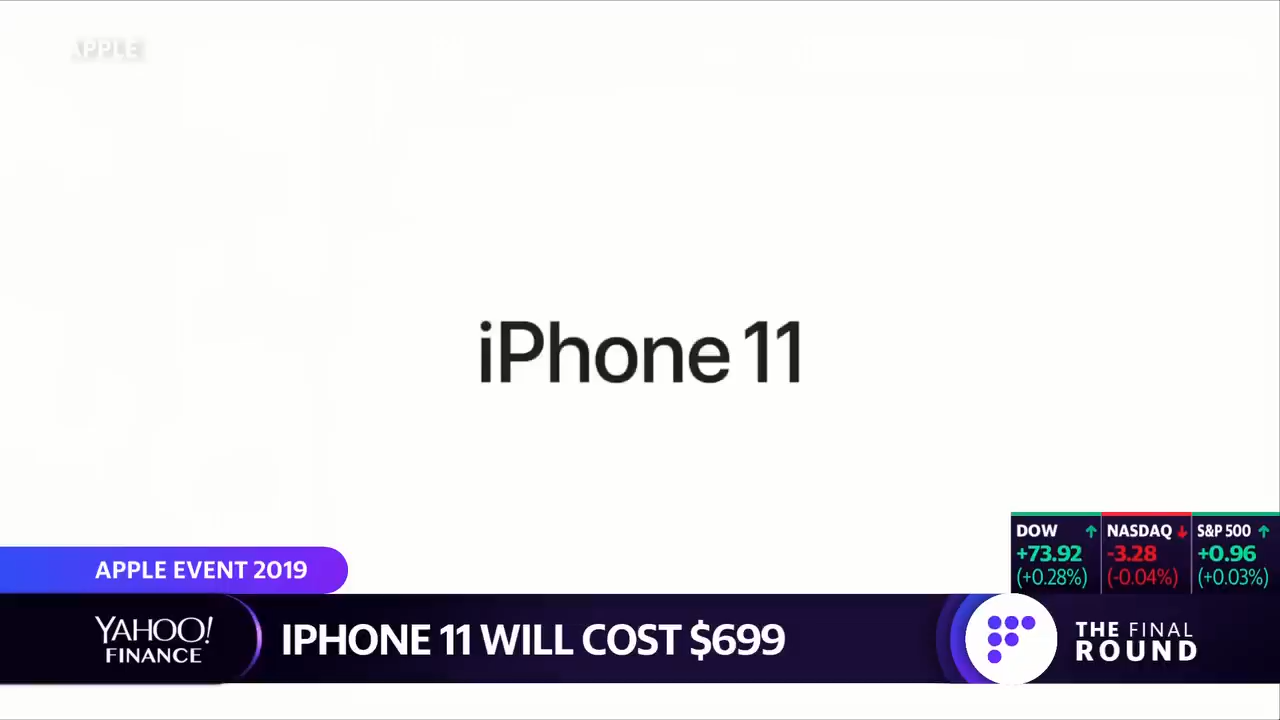 APPLE
iPhone 11
DOW
+73.92
(+0.28%)
NASDAQ
-3.28
(-0.04%)
S&P 500
+0.96
(+0.03%)
APPLE EVENT 2019
YAHOO!
FINANCE
IPHONE 11 WILL COST $699
THE FINAL
ROUND